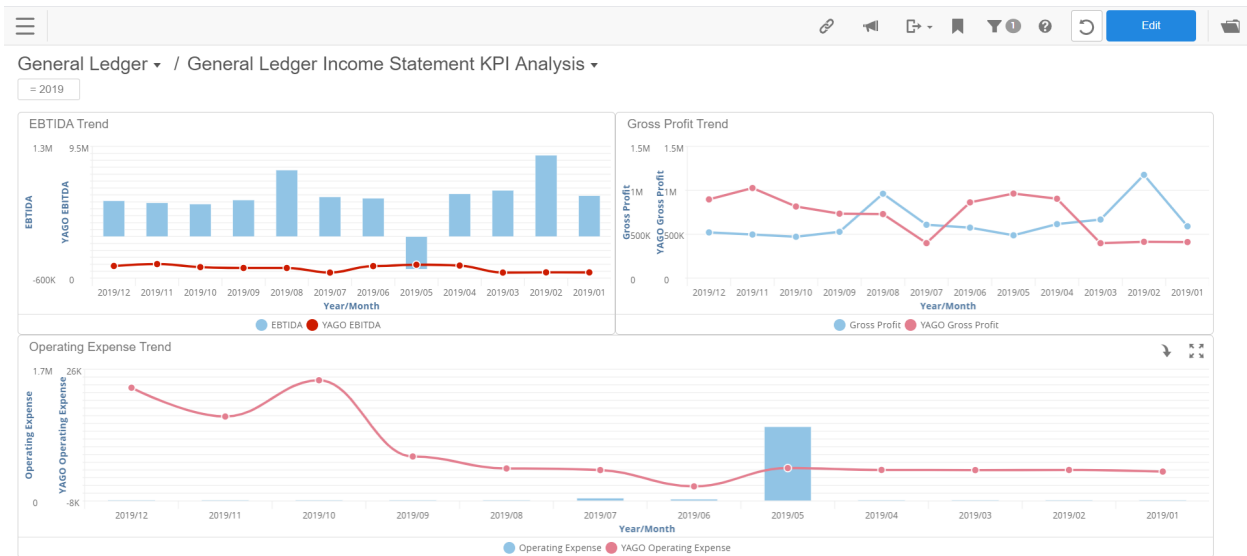 1
Edit
General Ledger / General Ledger Income Statement KPI Analysis
= 2019
EBTIDA Trend
1.3M 9.5M
EBTIDA
YAGO EBITDA
-600K 0
2019/12 2019/11 2019/10 2019/09 2019/08 2019/07 2019/06 2019/05 2019/04 2019/03 2019/02 2019/01
Year/Month
EBTIDA YAGO EBITDA
Gross Profit Trend
1.5M 1.5M
1M 1M
500K 500K
0 0
Gross Profit
YAGO Gross Profit
2019/12 2019/11 2019/10 2019/09 2019/08 2019/07 2019/06 2019/05 2019/04 2019/03 2019/02 2019/01
Year/Month
Gross Profit YAGO Gross Profit
Operating Expense Trend
1.7M 26K
Operating Expense
YAGO Operating Expense
0 -8K
2019/12 2019/11 2019/10 2019/09 2019/08 2019/07 2019/06 2019/05 2019/04 2019/03 2019/02 2019/01
Year/Month
Operating Expense YAGO Operating Expense